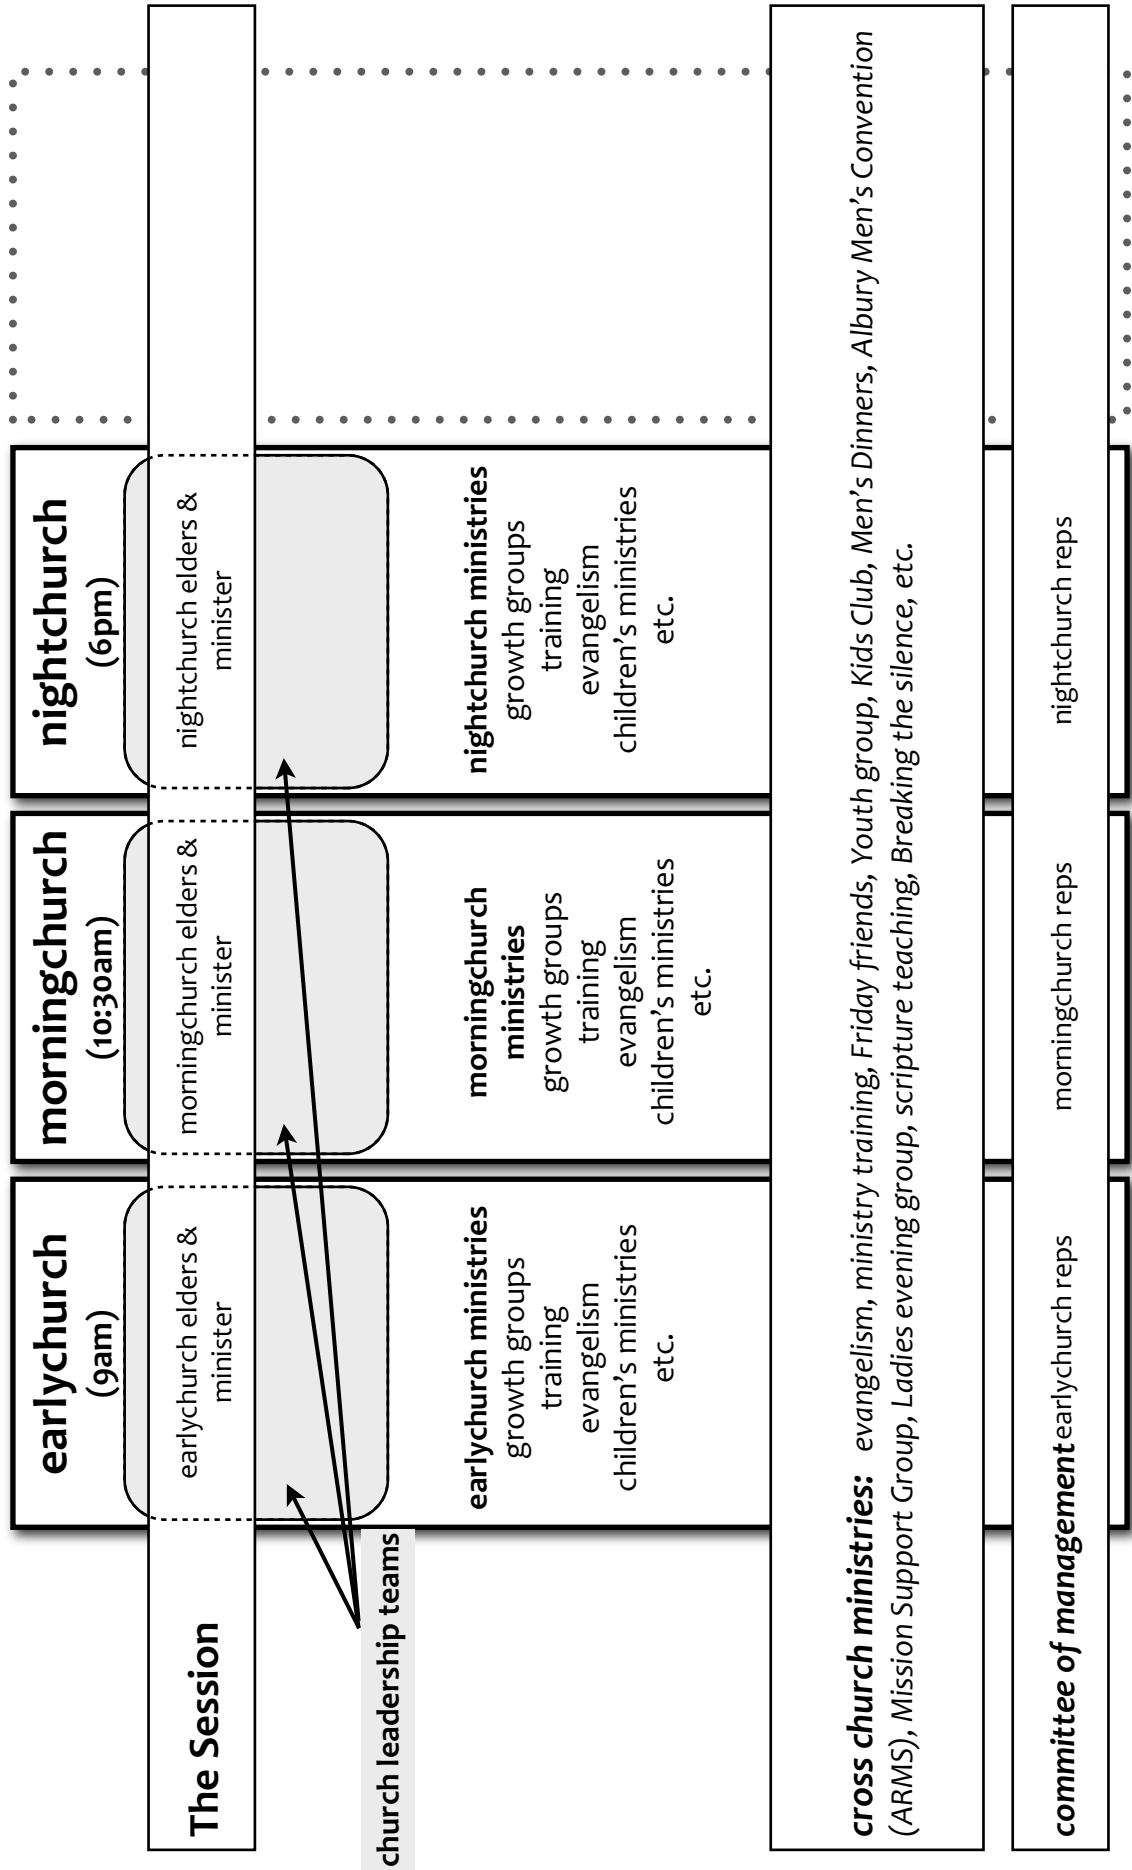 earlychurch
(9am)
morningchurch
(10:30am)
nightchurch
(6pm)
The Session
earlychurch elders &
minister
morningchurch elders &
minister
nightchurch elders &
minister
church leadership teams
earlychurch ministries
growth groups
training
evangelism
children's ministries
etc.
morningchurch
ministries
growth groups
training
evangelism
children's ministries
etc.
nightchurch ministries
growth groups
training
evangelism
children's ministries
etc.
cross church ministries: evangelism, ministry training, Friday friends, Youth group, Kids Club, Men's Dinners, Albury Men's Convention
(ARMS), Mission Support Group, Ladies evening group, scripture teaching, Breaking the silence, etc.
committee of management earlychurch reps
morningchurch reps
nightchurch reps